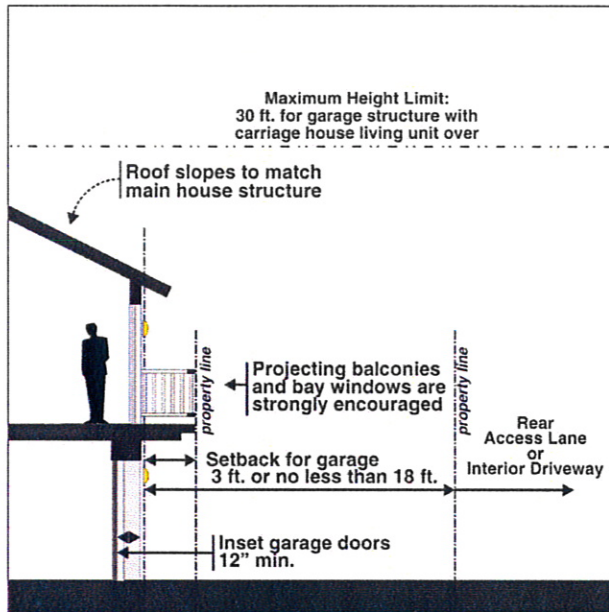 Maximum Height Limit:
30 ft. for garage structure with
carriage house living unit over
Roof slopes to match
main house structure
property line
Projecting balconies
and bay windows are
strongly encouraged
property line
Rear
Access Lane
or
Interior Driveway
Setback for garage
3 ft. or no less than 18 ft.
Inset garage doors
12" min.